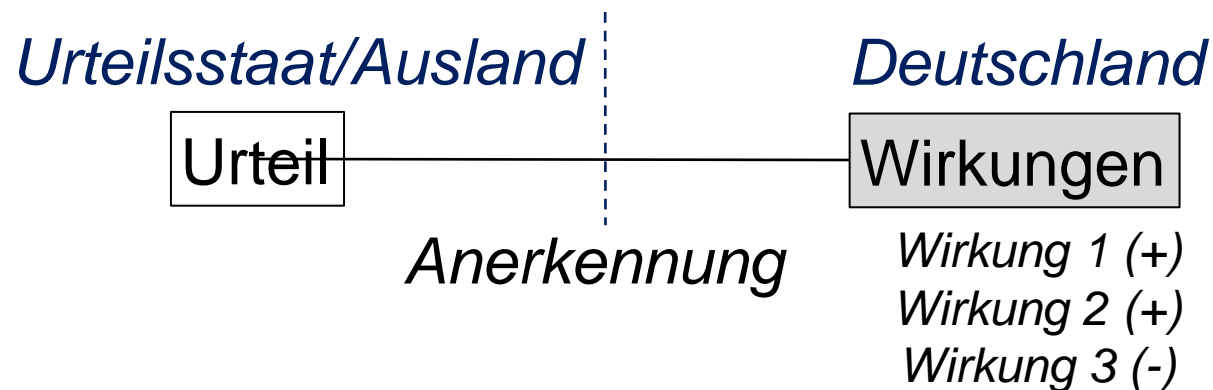 Urteilsstaat/Ausland
Deutschland
Urteil
Wirkungen
Anerkennung
Wirkung 1 (+)
Wirkung 2 (+)
Wirkung 3 (-)